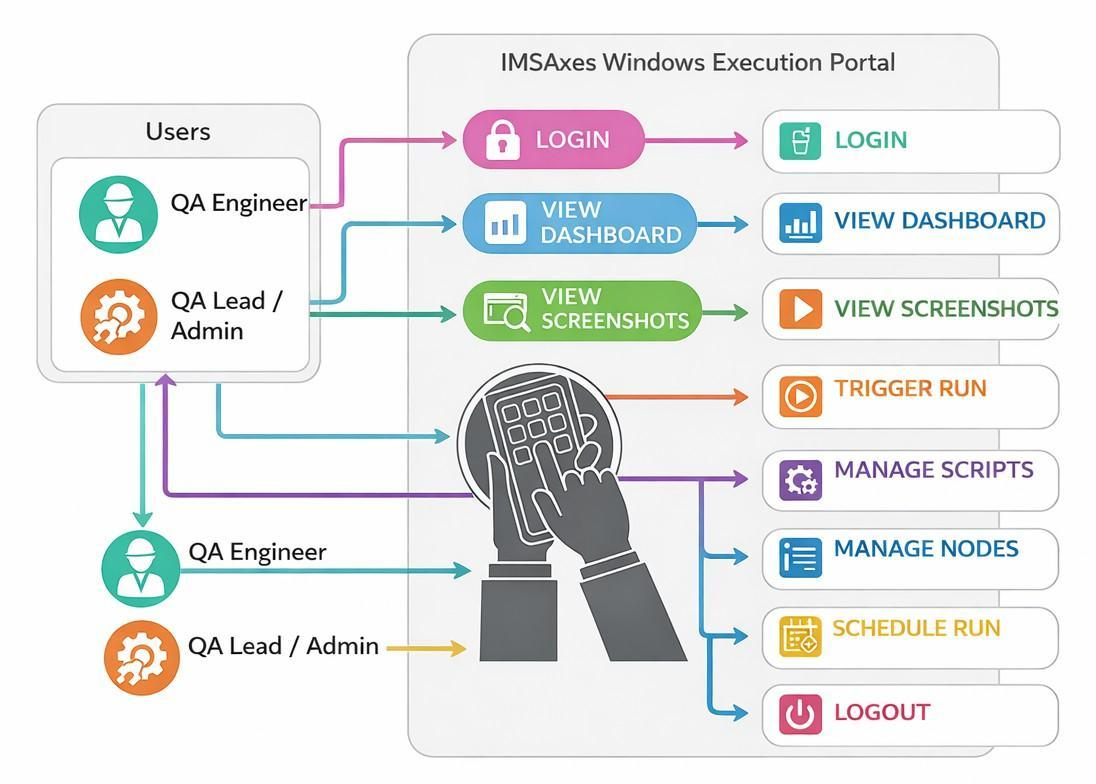 IMSAxes Windows Execution Portal
Users
QA Engineer
QA Lead /
Admin
LOGIN
VIEW
DASHBOARD
VIEW
SCREENSHOTS
LOGIN
VIEW DASHBOARD
VIEW SCREENSHOTS
TRIGGER RUN
MANAGE SCRIPTS
MANAGE NODES
SCHEDULE RUN
LOGOUT
QA Engineer
QA Lead / Admin